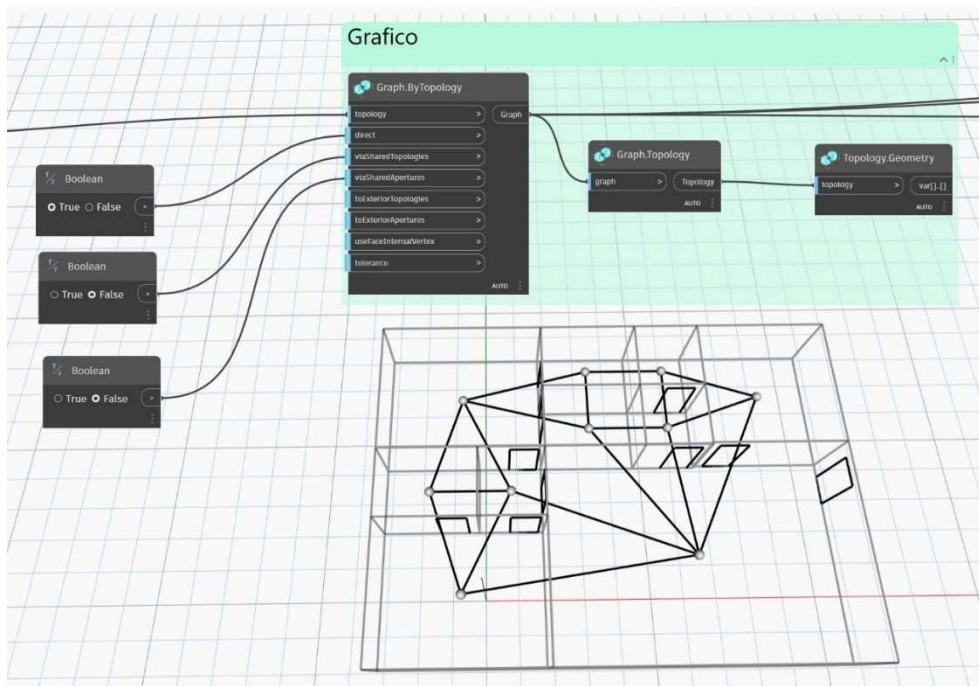 Grafico
Graph.ByTopology
topology > Graph
direct >
viaSharedTopologies >
viaSharedApertures >
toExteriorTopologies >
toExteriorApertures >
useFaceInternalVertex >
tolerance >
AUTO
Graph.Topology
graph > Topology
AUTO
Topology.Geometry
topology > var[]..[]
AUTO
T/F Boolean
True False >
T/F Boolean
True False >
T/F Boolean
True False >